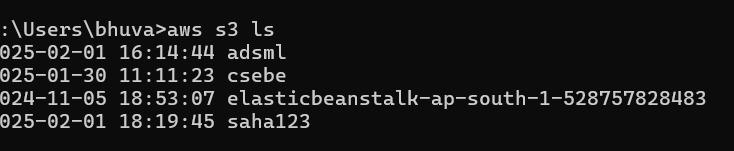 :\Users\bhuva>aws s3 ls
025-02-01 16:14:44 adsml
025-01-30 11:11:23 csebe
024-11-05 18:53:07 elasticbeanstalk-ap-south-1-528757828483
025-02-01 18:19:45 saha123